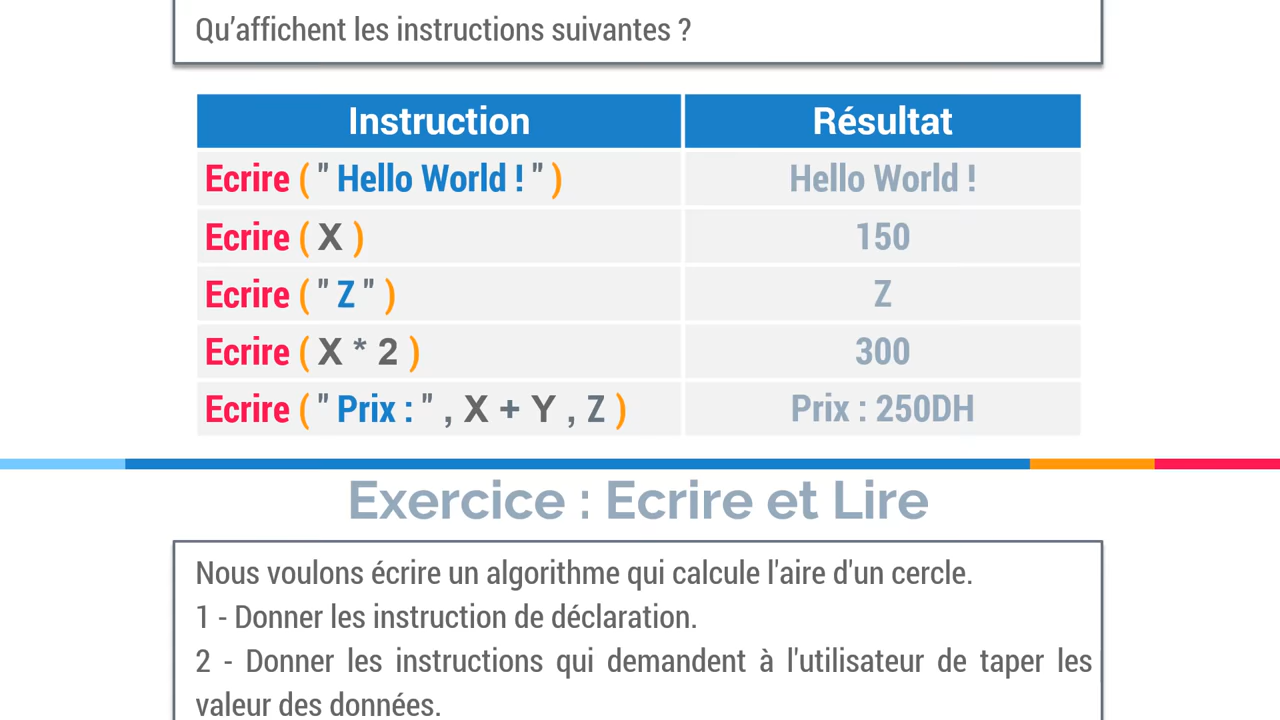 Qu’affichent les instructions suivantes ?
Instruction Résultat
Ecrire ( " Hello World ! " ) Hello World !
Ecrire ( X ) 150
Ecrire ( " Z " ) Z
Ecrire ( X * 2 ) 300
Ecrire ( " Prix : " , X + Y , Z ) Prix : 250DH
Exercice : Ecrire et Lire
Nous voulons écrire un algorithme qui calcule l'aire d'un cercle.
1 - Donner les instruction de déclaration.
2 - Donner les instructions qui demandent à l'utilisateur de taper les
valeur des données.